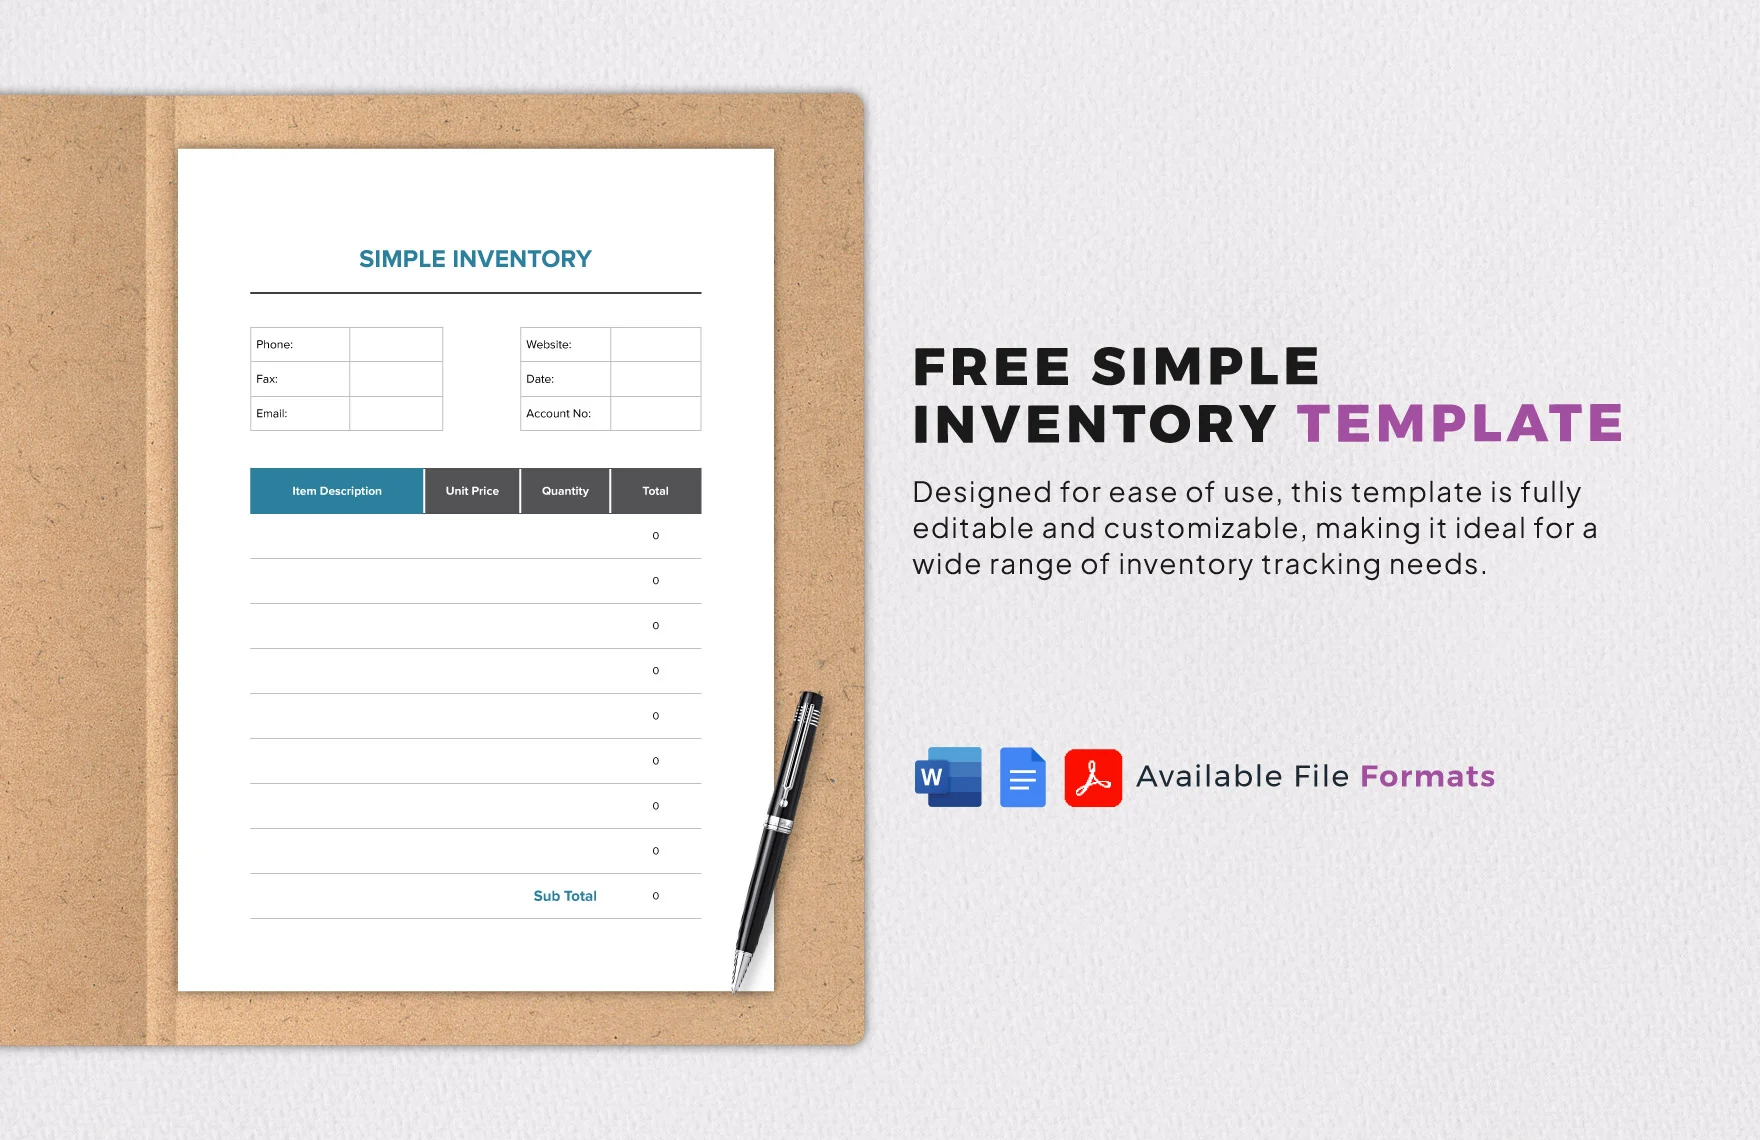 SIMPLE INVENTORY
Phone:
Fax:
Email:
Website:
Date:
Account No:
Item Description Unit Price Quantity Total
0
0
0
0
0
0
0
0
Sub Total 0
FREE SIMPLE
INVENTORY TEMPLATE
Designed for ease of use, this template is fully
editable and customizable, making it ideal for a
wide range of inventory tracking needs.
W
Available File Formats